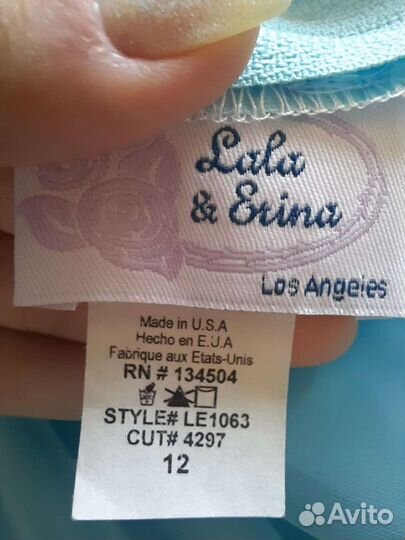 Lala
& Erina
Los Angeles
Made in U.S.A
Hecho en E.U.A
Fabrique aux Etats-Unis
RN # 134504
STYLE# LE1063
CUT# 4297
12
Avito